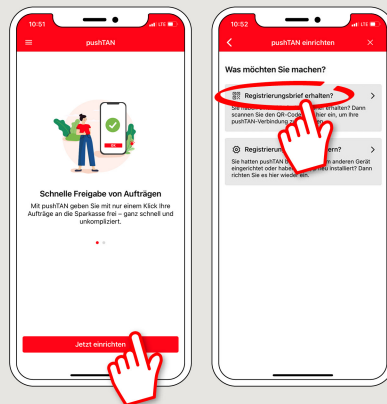 10:51
LTE
pushTAN
Schnelle Freigabe von Aufträgen
Mit pushTAN geben Sie mit nur einem Klick Ihre
Aufträge an die Sparkasse frei – ganz schnell und
unkompliziert.
Jetzt einrichten
10:52
LTE
pushTAN einrichten
Was möchten Sie machen?
Registrierungsbrief erhalten?
Sie haben erhalten? Dann
scannen Sie den QR-Code hier ein, um Ihre
pushTAN-Verbindung
Sie hatten pushTAN anderen Gerät
eingerichtet oder neu installiert? Dann
richten Sie es hier wieder ein.